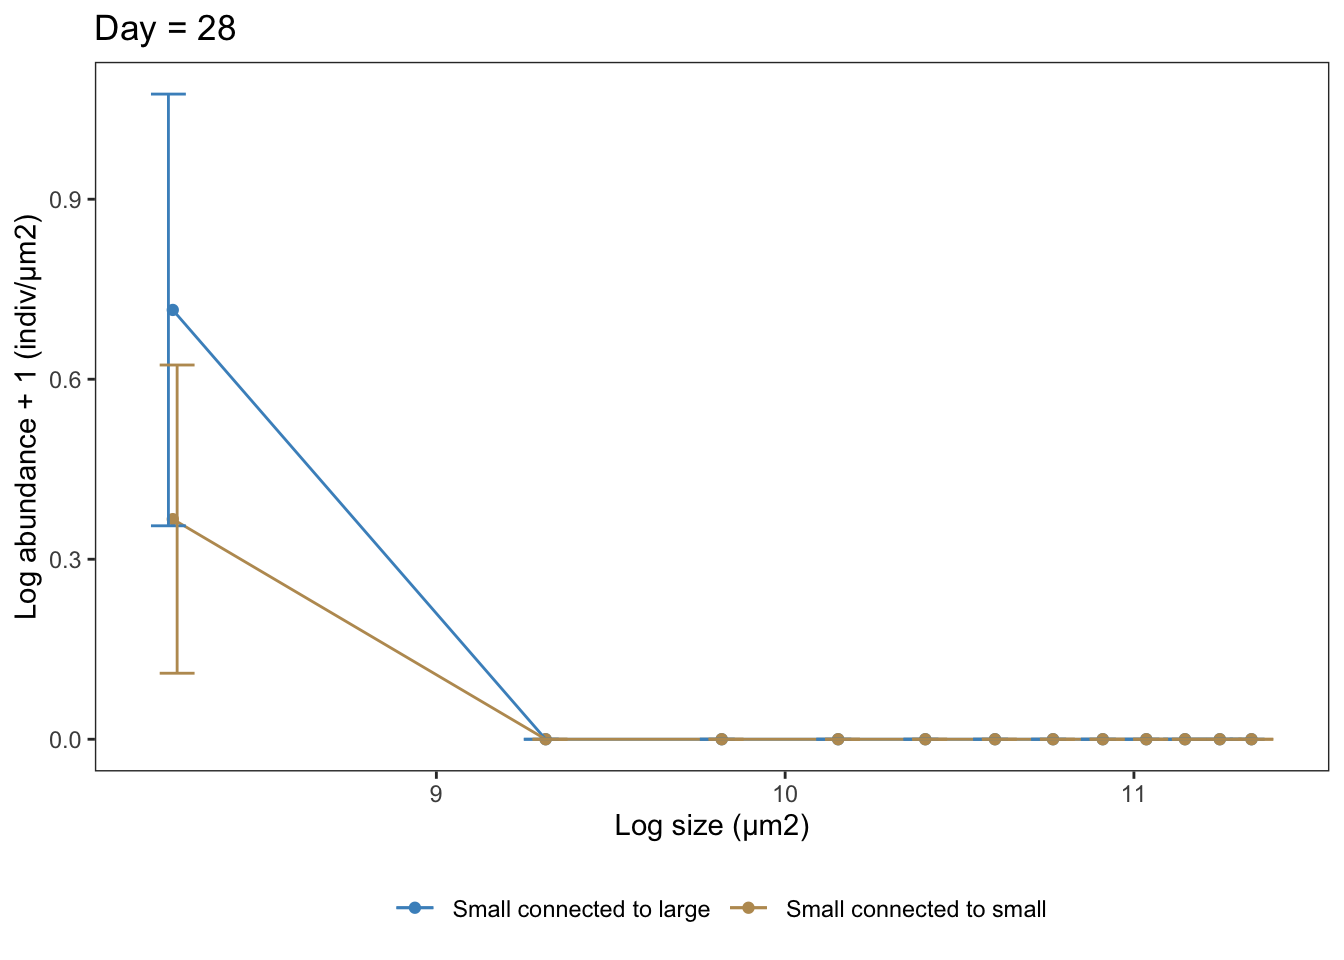 Day = 28
Log abundance + 1 (indiv/µm2)
0.9
0.6
0.3
0.0
9 10 11
Log size (µm2)
Small connected to large Small connected to small